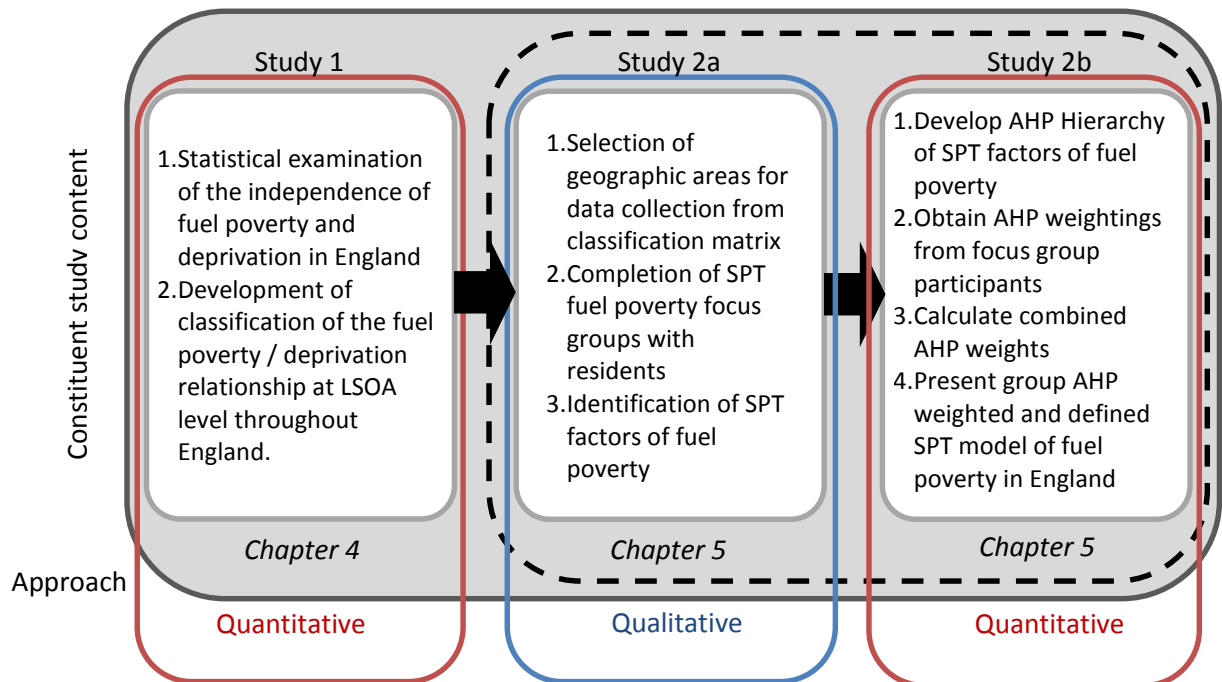 Study 1
Study 2a
Study 2b
Constituent study content
1.Statistical examination
of the independence of
fuel poverty and
deprivation in England
2.Development of
classification of the fuel
poverty / deprivation
relationship at LSOA
level throughout
England.
1.Selection of
geographic areas for
data collection from
classification matrix
2.Completion of SPT
fuel poverty focus
groups with
residents
3.Identification of SPT
factors of fuel
poverty
1.Develop AHP Hierarchy
of SPT factors of fuel
poverty
2.Obtain AHP weightings
from focus group
participants
3.Calculate combined
AHP weights
4.Present group AHP
weighted and defined
SPT model of fuel
poverty in England
Chapter 4
Chapter 5
Chapter 5
Approach
Quantitative
Qualitative
Quantitative